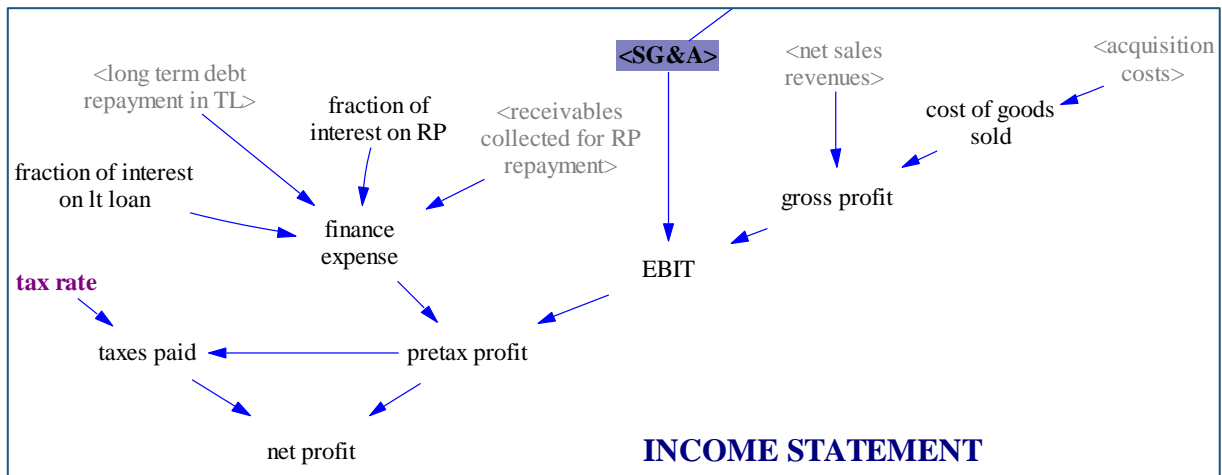 <SG&A>
<net sales
revenues>
<acquisition
costs>
<long term debt
repayment in TL>
fraction of
interest on RP
<receivables
collected for RP
repayment>
cost of goods
sold
fraction of interest
on lt loan
gross profit
finance
expense
EBIT
tax rate
taxes paid
pretax profit
net profit
INCOME STATEMENT